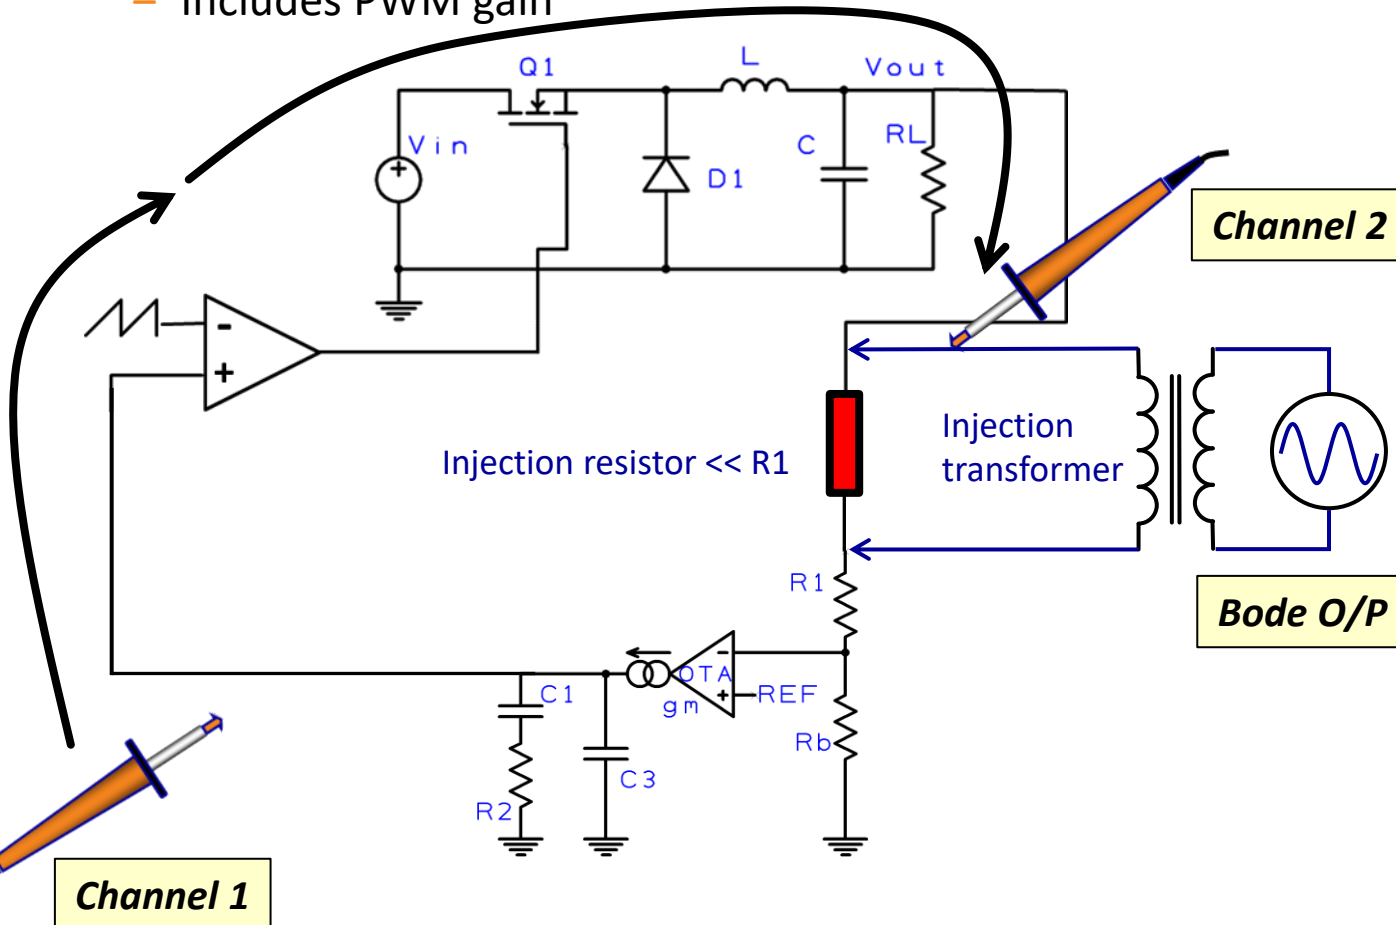 – Includes PWM gain
Q1
L
Vout
Vin
D1
C
RL
Channel 2
-
+
+
Injection resistor << R1
Injection
transformer
R1
Bode O/P
OTA
-
+
REF
gm
C1
Rb
C3
R2
Channel 1